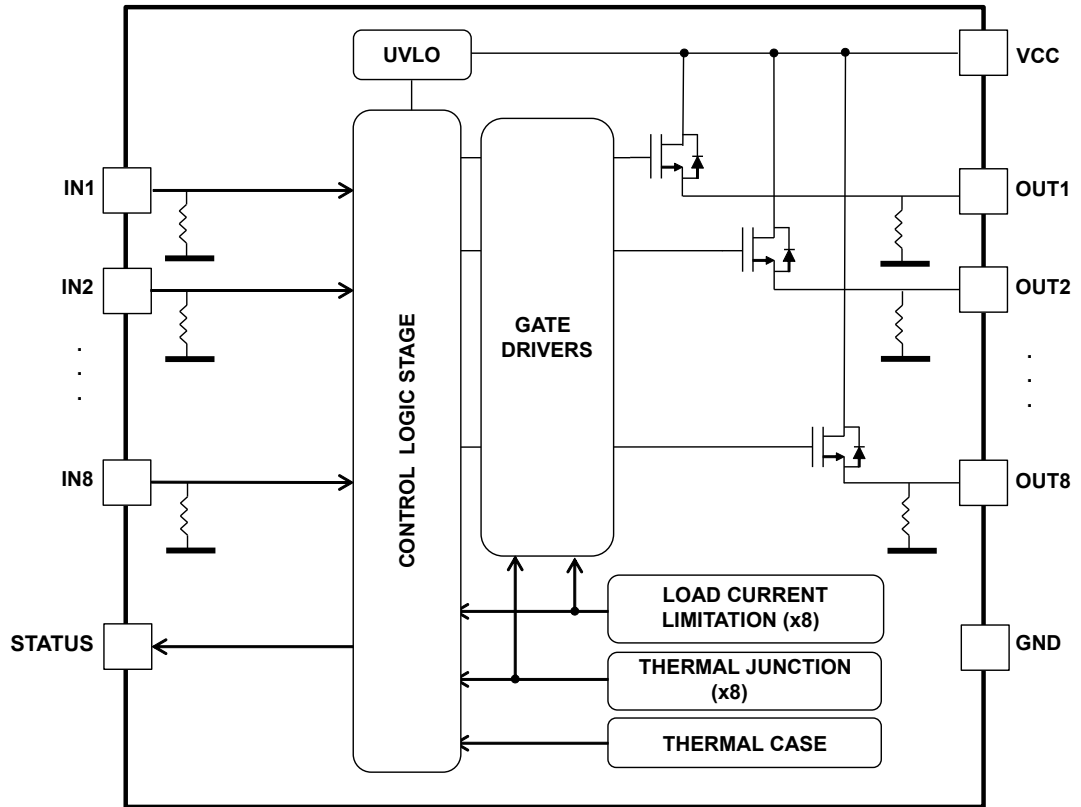 UVLO
VCC
IN1
OUT1
IN2
OUT2
CONTROL LOGIC STAGE
GATE
DRIVERS
IN8
OUT8
LOAD CURRENT
LIMITATION (x8)
STATUS
GND
THERMAL JUNCTION
(x8)
THERMAL CASE